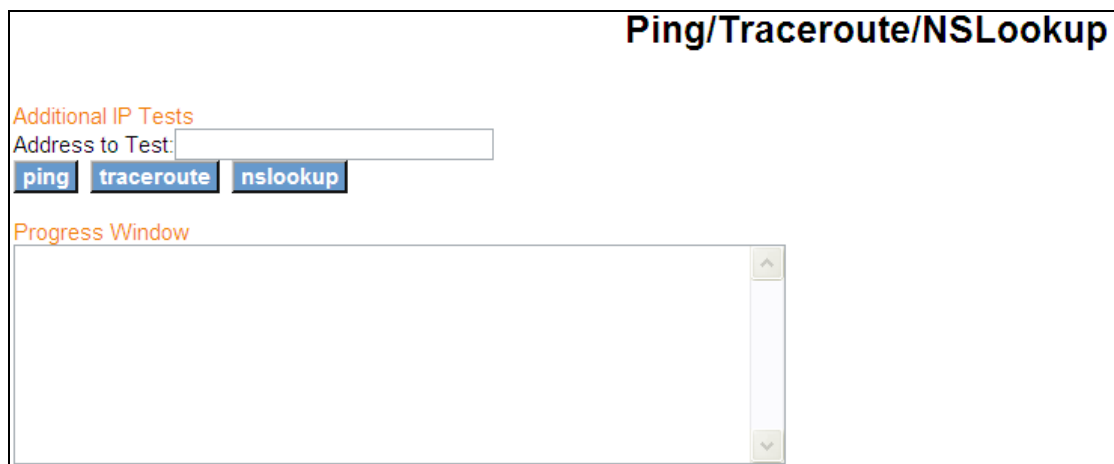 Ping/Traceroute/NSLookup
Additional IP Tests
Address to Test:
ping traceroute nslookup
Progress Window